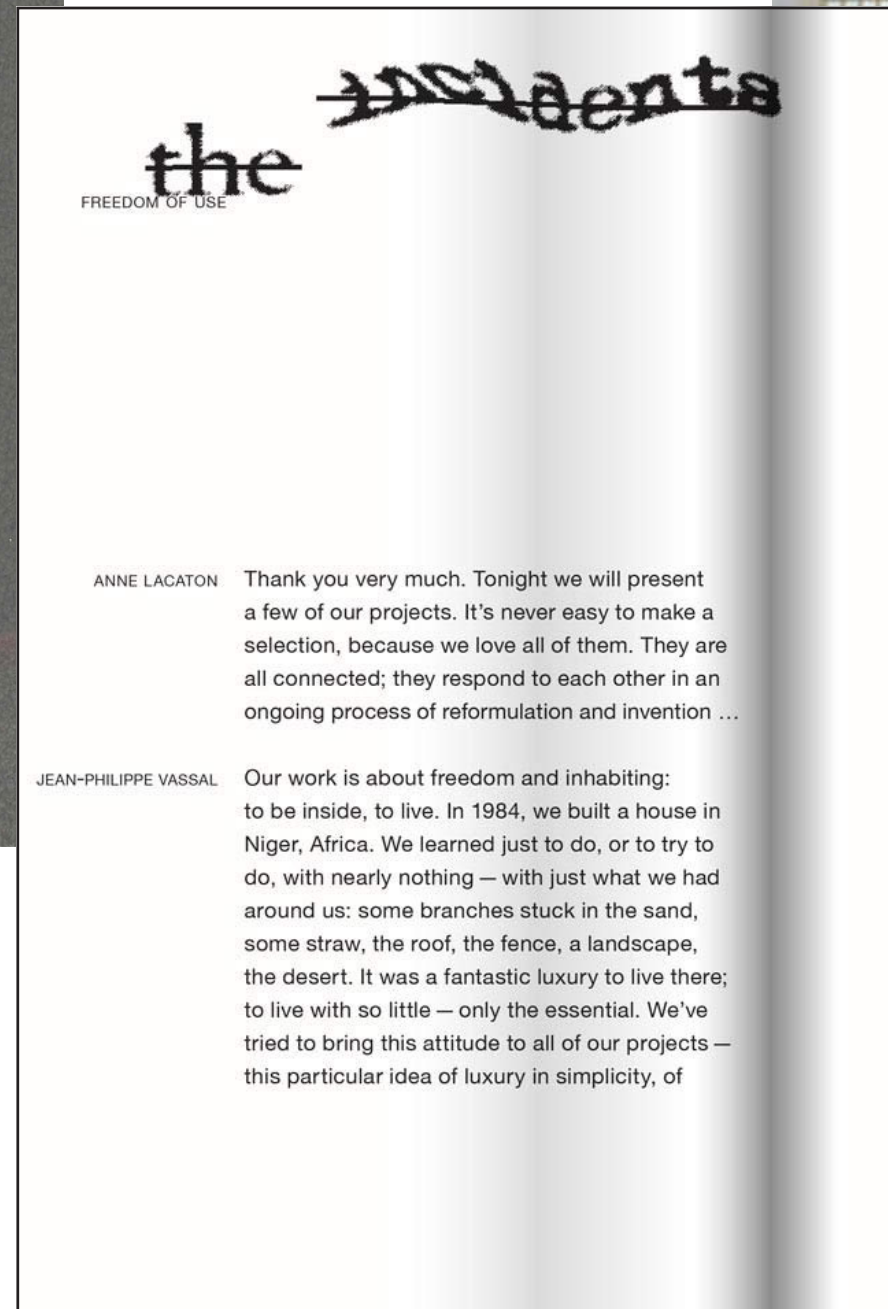 the incidents
FREEDOM OF USE
ANNE LACATON
Thank you very much. Tonight we will present
a few of our projects. It’s never easy to make a
selection, because we love all of them. They are
all connected; they respond to each other in an
ongoing process of reformulation and invention …
JEAN-PHILIPPE VASSAL
Our work is about freedom and inhabiting:
to be inside, to live. In 1984, we built a house in
Niger, Africa. We learned just to do, or to try to
do, with nearly nothing — with just what we had
around us: some branches stuck in the sand,
some straw, the roof, the fence, a landscape,
the desert. It was a fantastic luxury to live there;
to live with so little — only the essential. We’ve
tried to bring this attitude to all of our projects —
this particular idea of luxury in simplicity, of